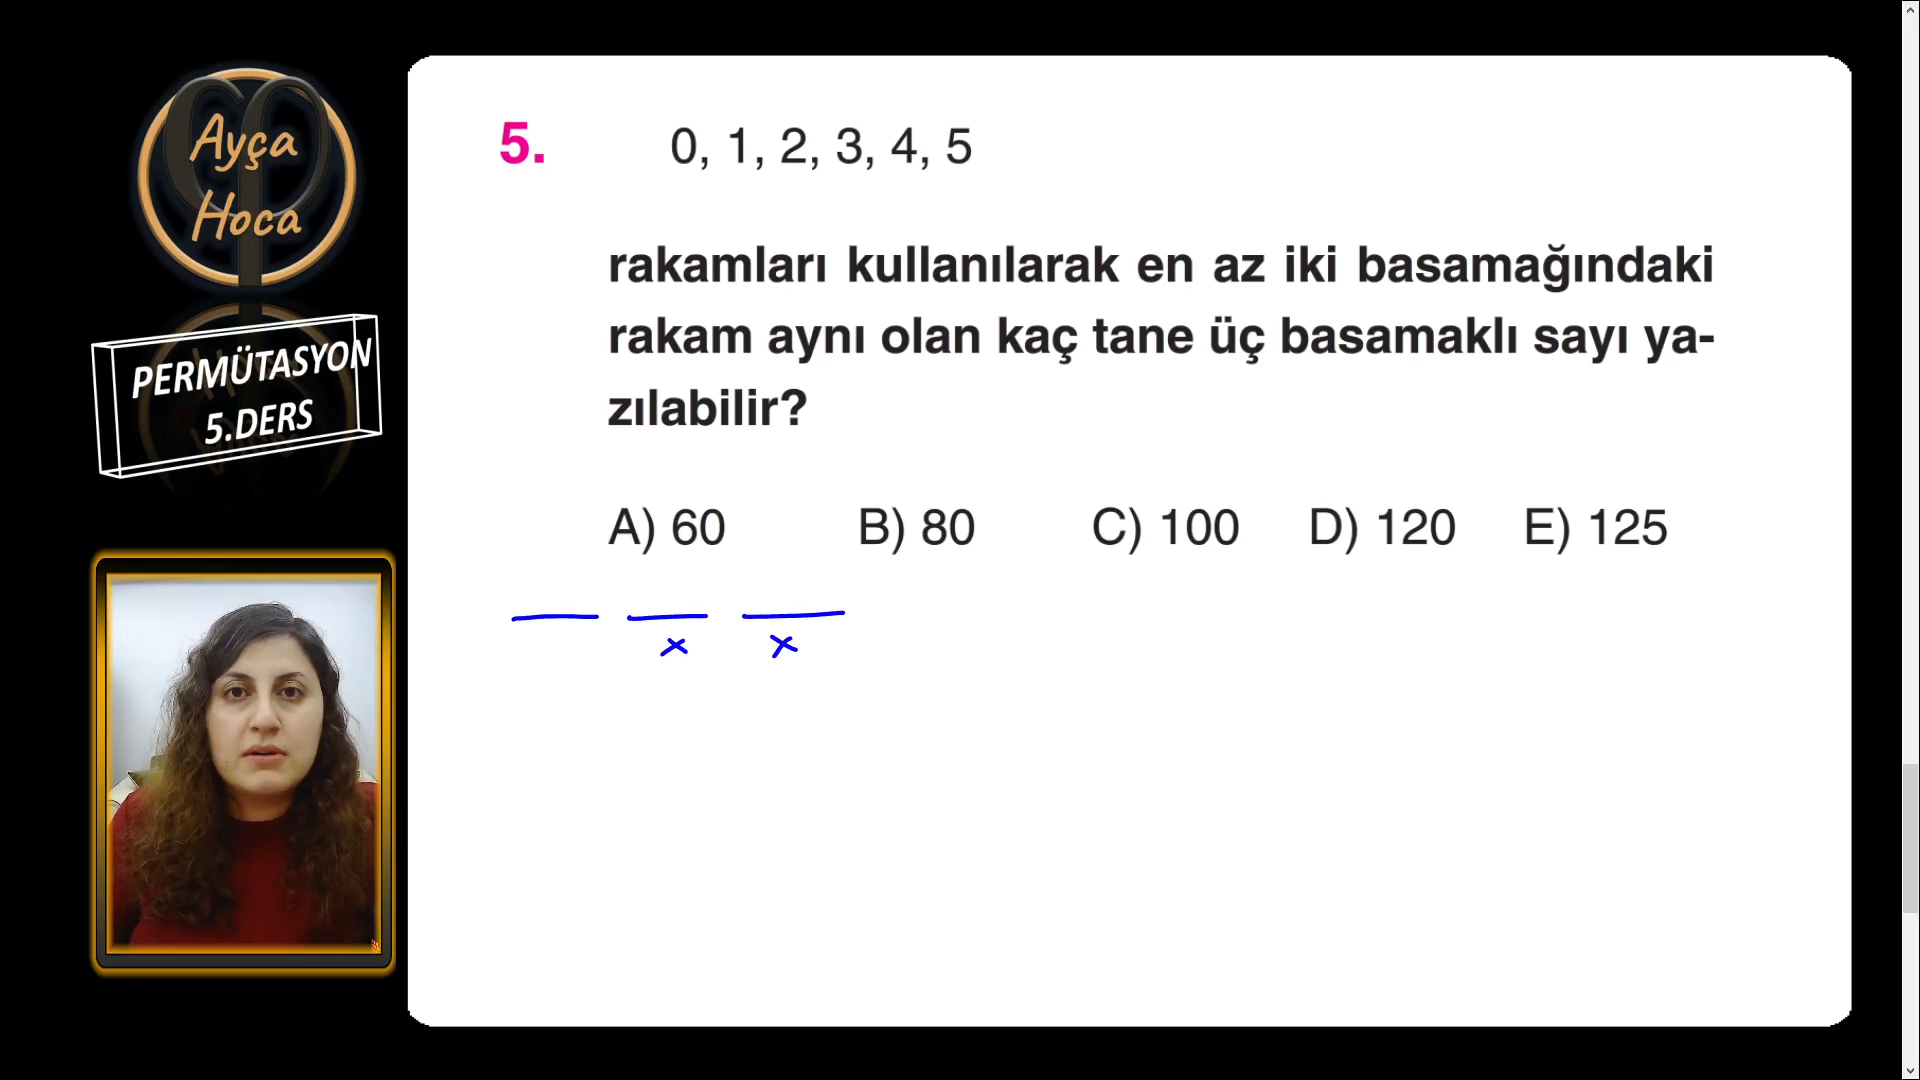 Ayça
Hoca
PERMÜTASYON
5.DERS
5. 0, 1, 2, 3, 4, 5
rakamları kullanılarak en az iki basamağındaki
rakam aynı olan kaç tane üç basamaklı sayı ya-
zılabilir?
A) 60 B) 80 C) 100 D) 120 E) 125
x x